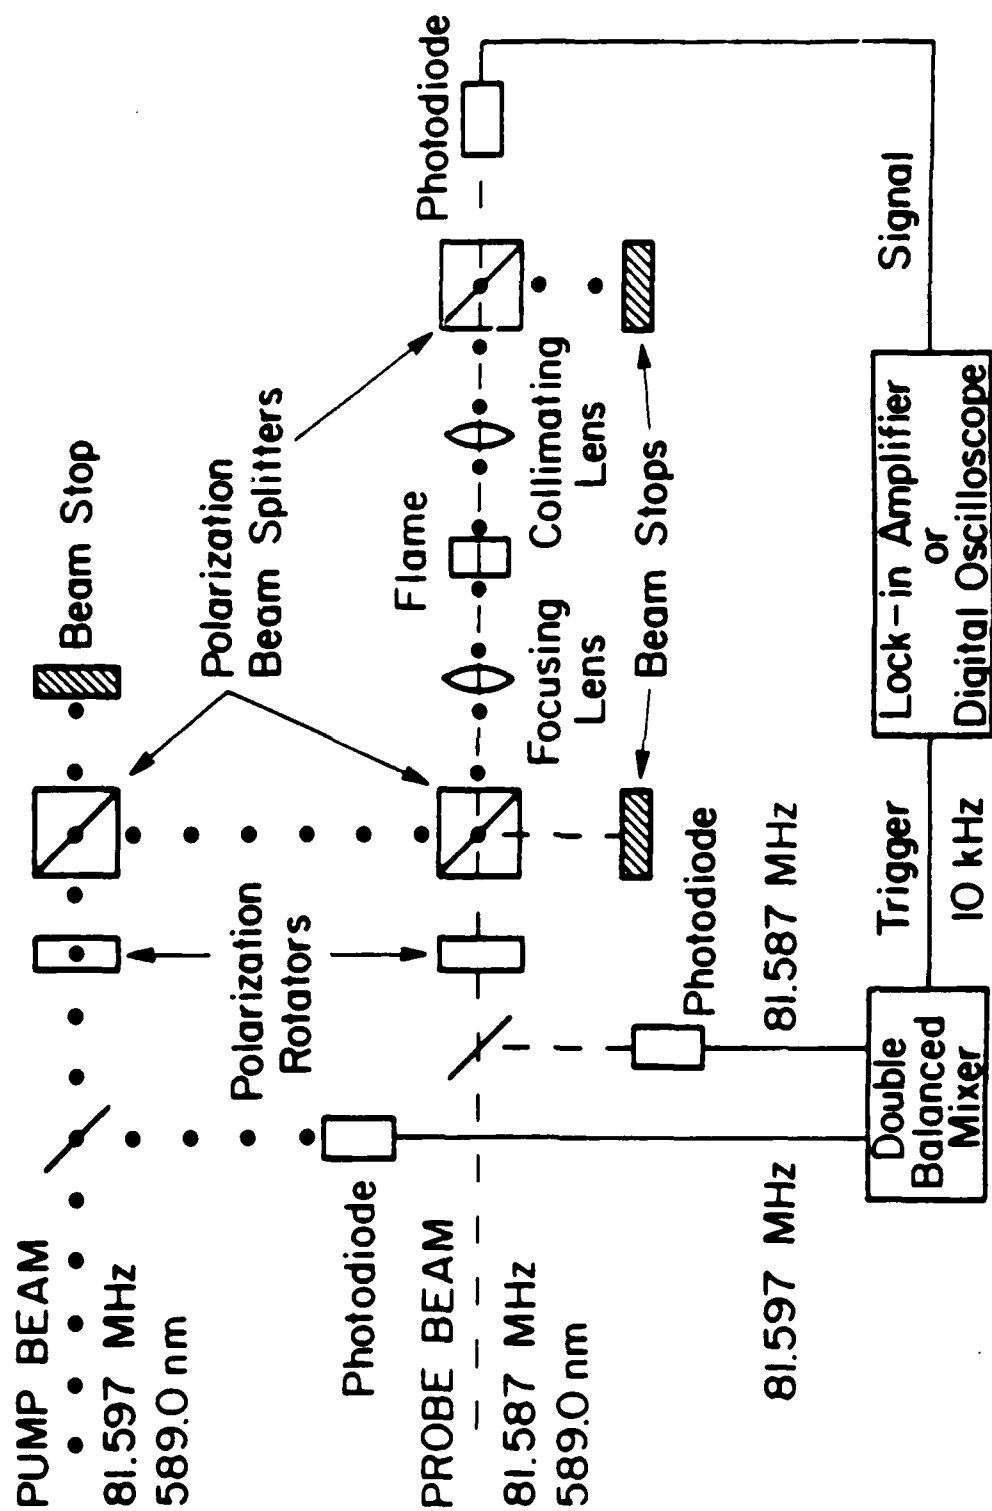 PUMP BEAM
81.597 MHz
589.0 nm
Beam Stop
Polarization
Beam Splitters
Polarization
Rotators
Photodiode
PROBE BEAM
81.587 MHz
589.0 nm
Flame
Focusing
Lens
Collimating
Lens
Photodiode
Beam Stops
Photodiode
81.597 MHz
81.587 MHz
Double
Balanced
Mixer
Trigger
10 kHz
Lock-in Amplifier
or
Digital Oscilloscope
Signal